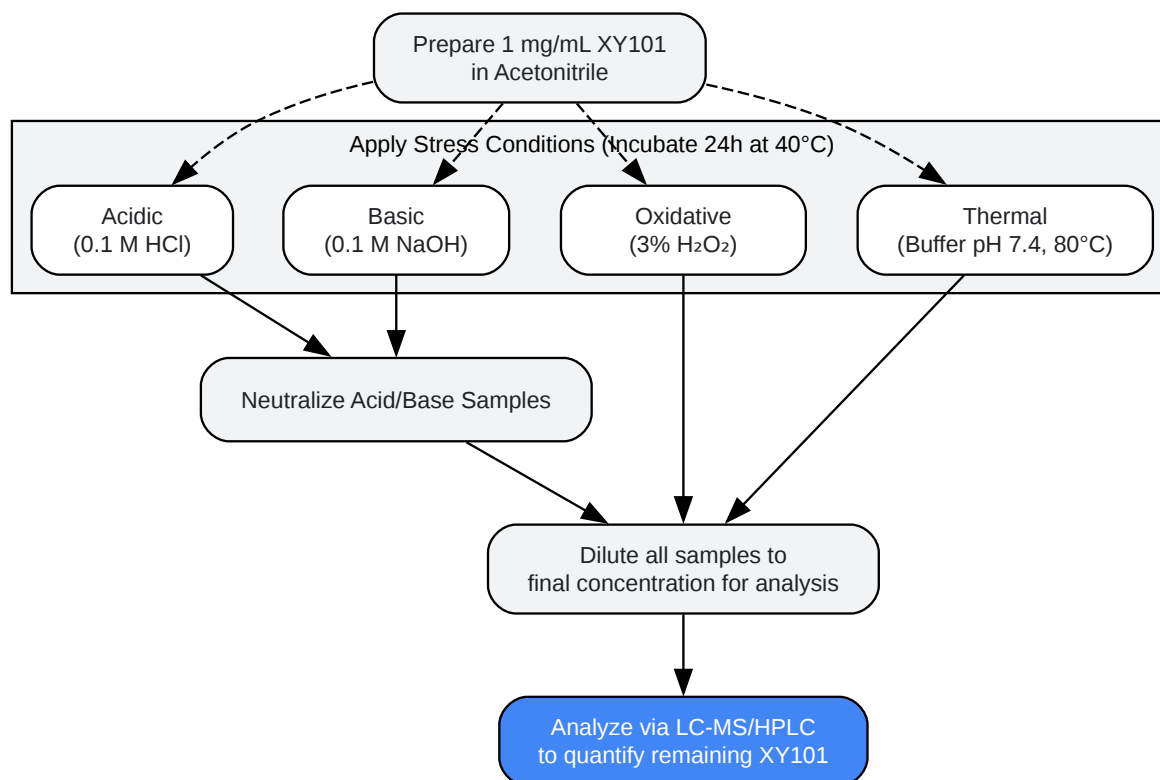 Prepare 1 mg/mL XY101
in Acetonitrile
Apply Stress Conditions (Incubate 24h at 40°C)
Acidic
(0.1 M HCl)
Basic
(0.1 M NaOH)
Oxidative
(3% H₂O₂)
Thermal
(Buffer pH 7.4, 80°C)
Neutralize Acid/Base Samples
Dilute all samples to
final concentration for analysis
Analyze via LC-MS/HPLC
to quantify remaining XY101